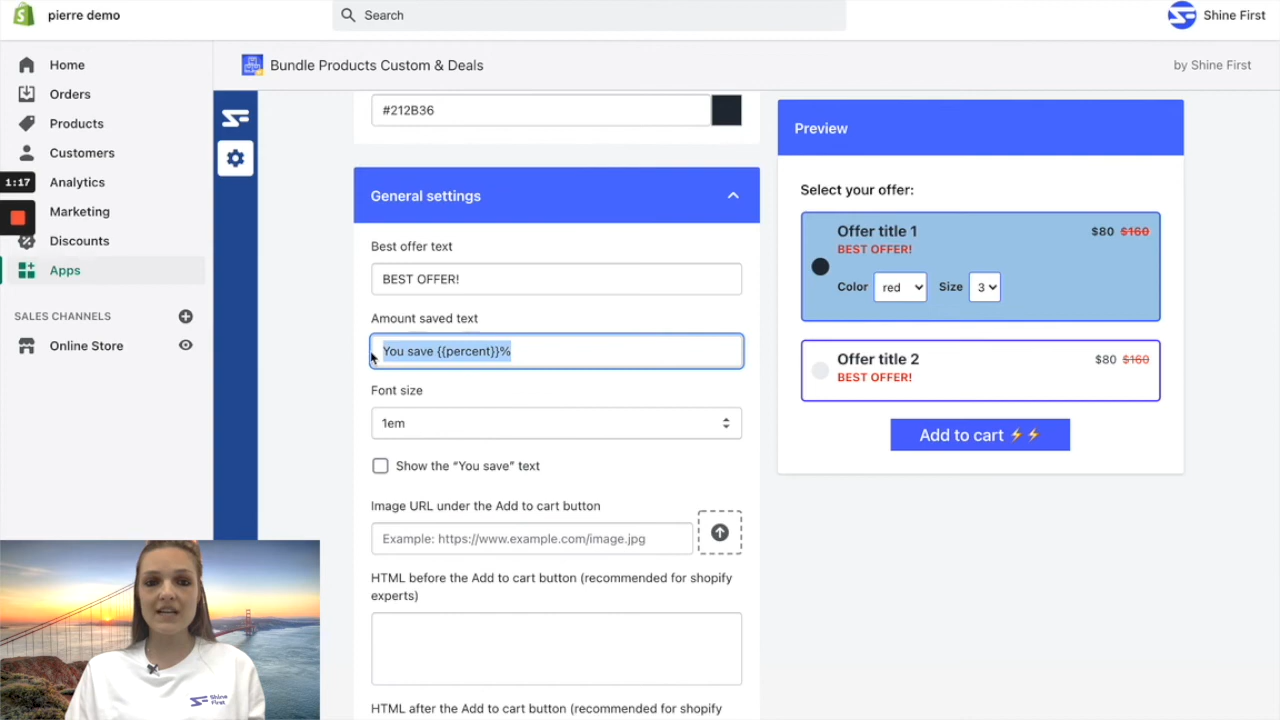 pierre demo
Search
Shine First
Home
Orders
Products
Customers
1:17
Analytics
Marketing
Discounts
Apps
SALES CHANNELS
Online Store
Bundle Products Custom & Deals
by Shine First
#212B36
General settings
Best offer text
BEST OFFER!
Amount saved text
You save {{percent}}%
Font size
1em
Show the “You save” text
Image URL under the Add to cart button
Example: https://www.example.com/image.jpg
HTML before the Add to cart button (recommended for shopify
experts)
HTML after the Add to cart button (recommended for shopify
Preview
Select your offer:
Offer title 1
$80 $160
BEST OFFER!
Color red Size 3
Offer title 2
$80 $160
BEST OFFER!
Add to cart ⚡⚡
Shine
First